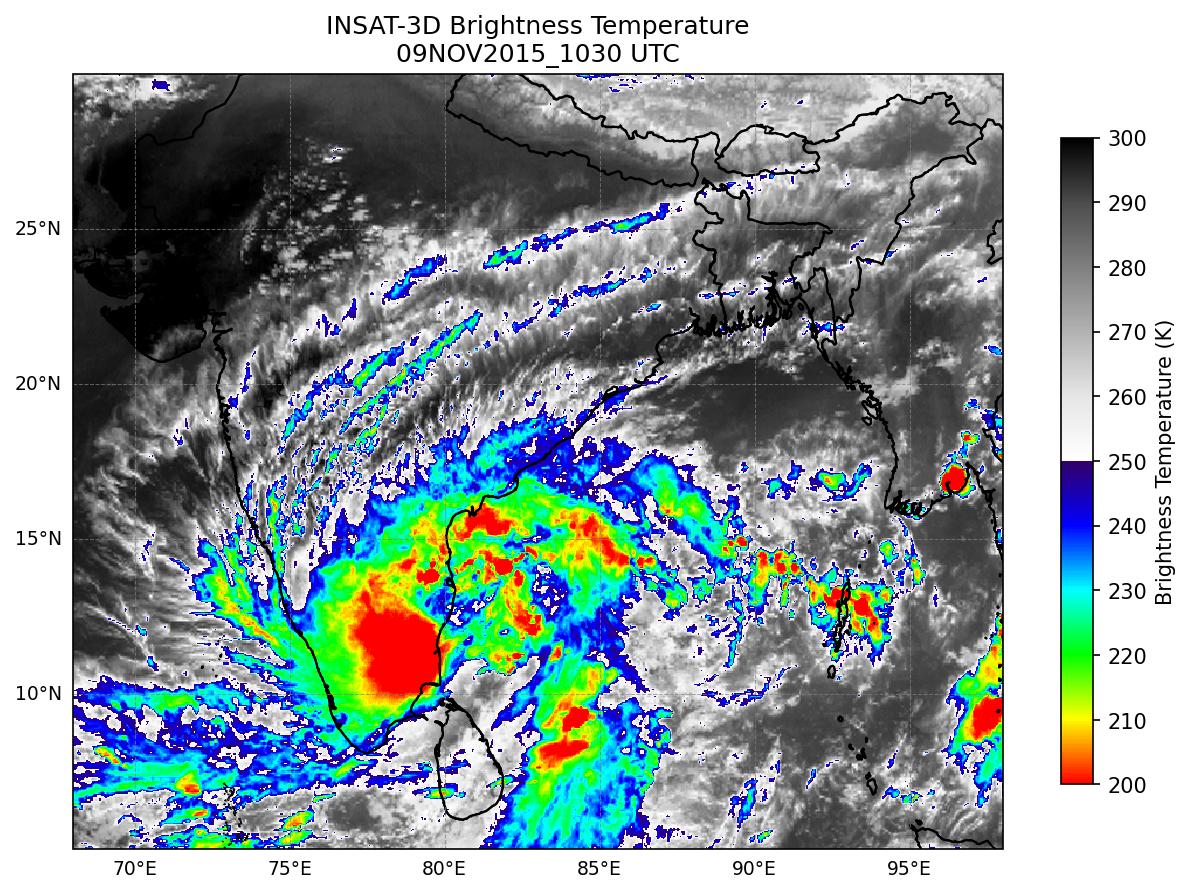 INSAT-3D Brightness Temperature
09NOV2015_1030 UTC
25°N
20°N
15°N
10°N
70°E
75°E
80°E
85°E
90°E
95°E
300
290
280
270
260
250
240
230
220
210
200
Brightness Temperature (K)